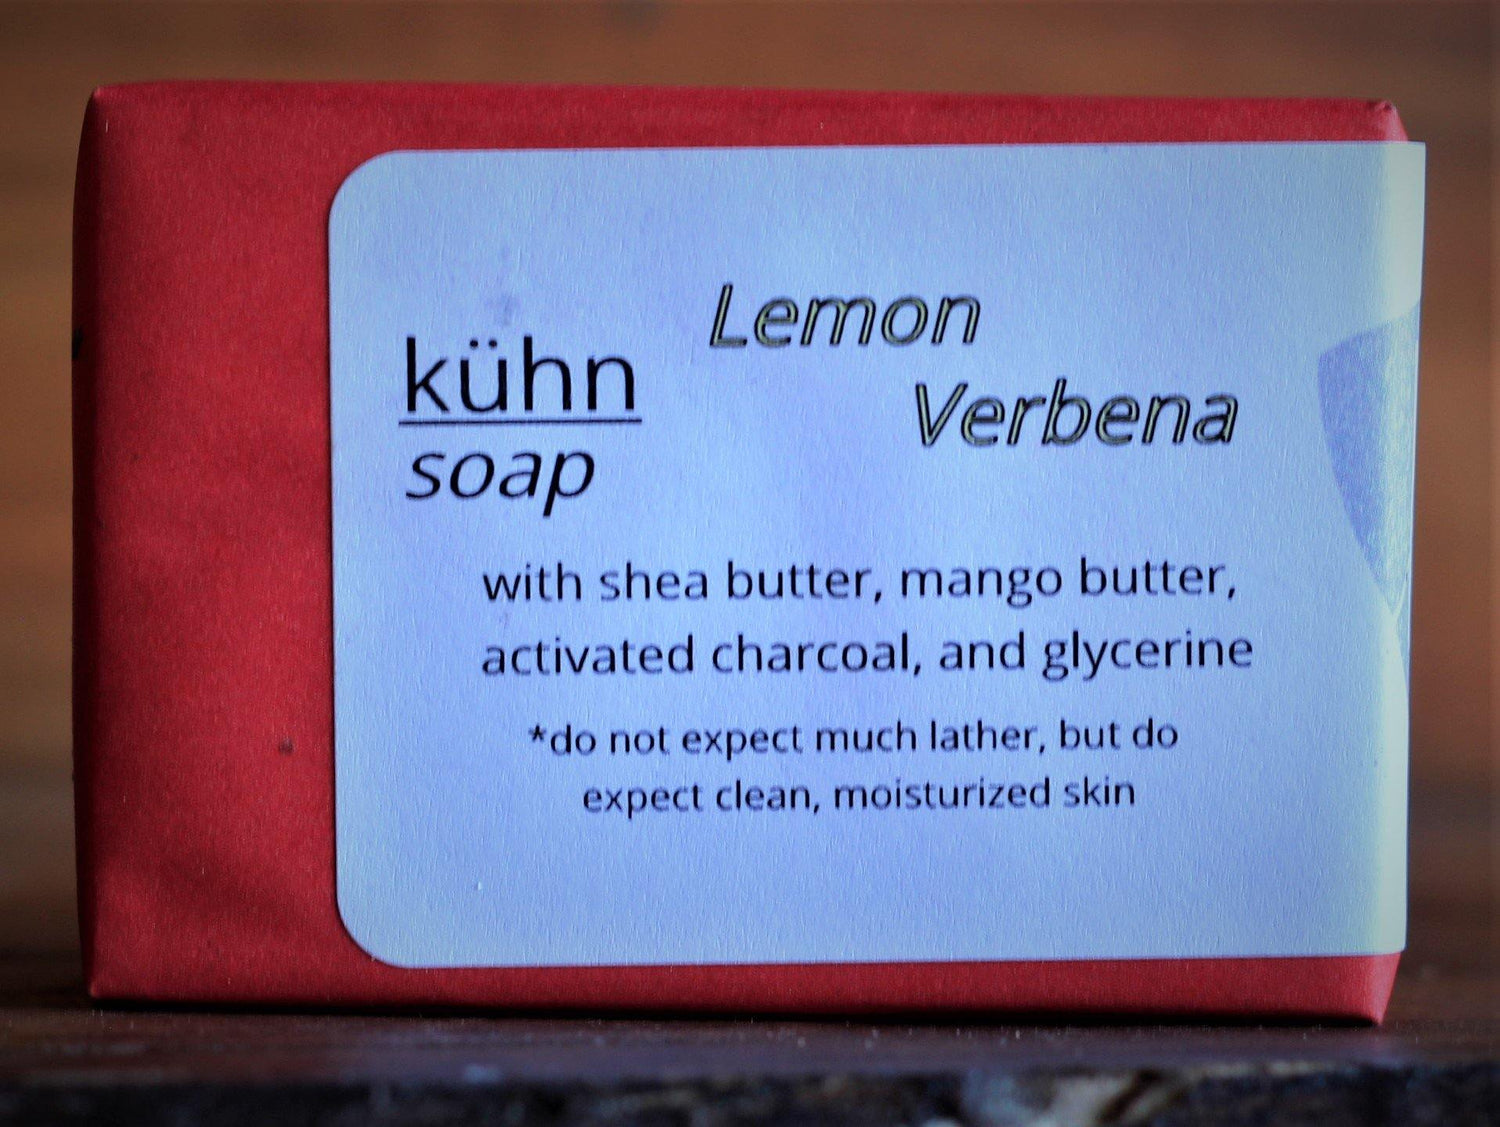 kühn
soap
Lemon
Verbena
with shea butter, mango butter,
activated charcoal, and glycerine
*do not expect much lather, but do
expect clean, moisturized skin